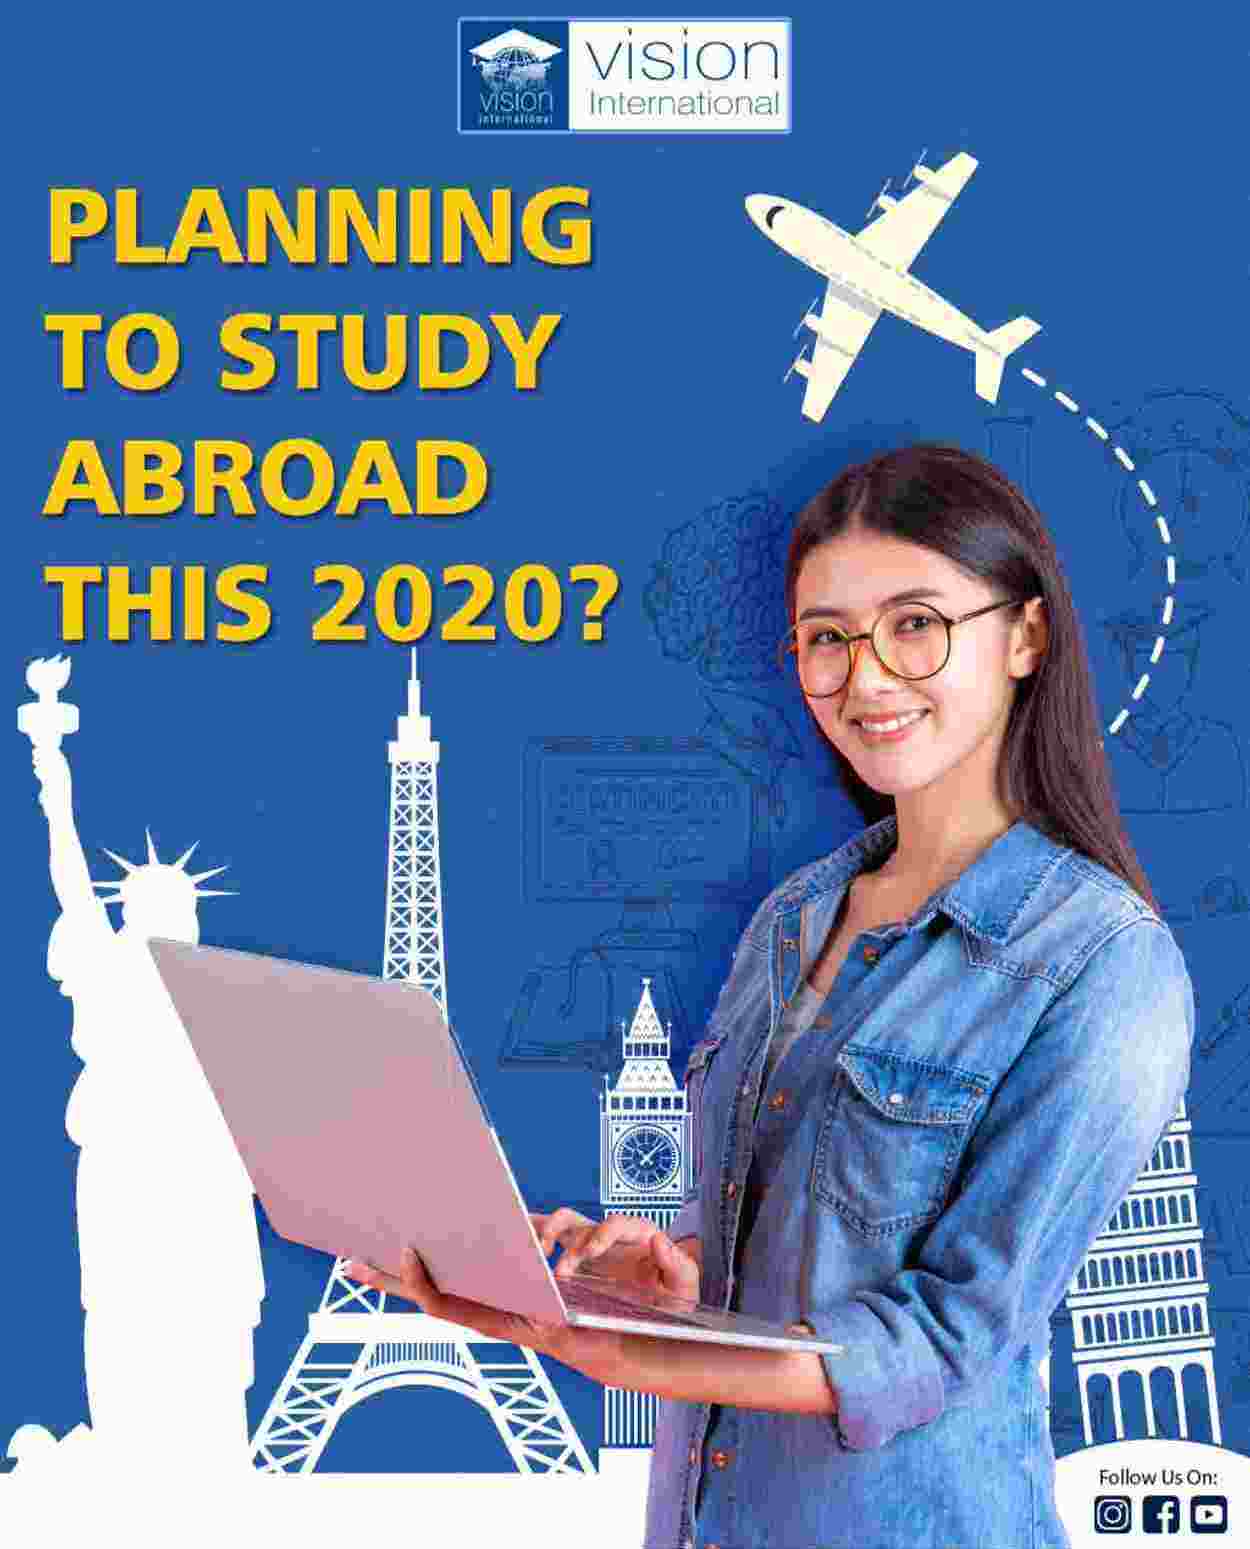 vision
international
vision
International
PLANNING
TO STUDY
ABROAD
THIS 2020?
Follow Us On: